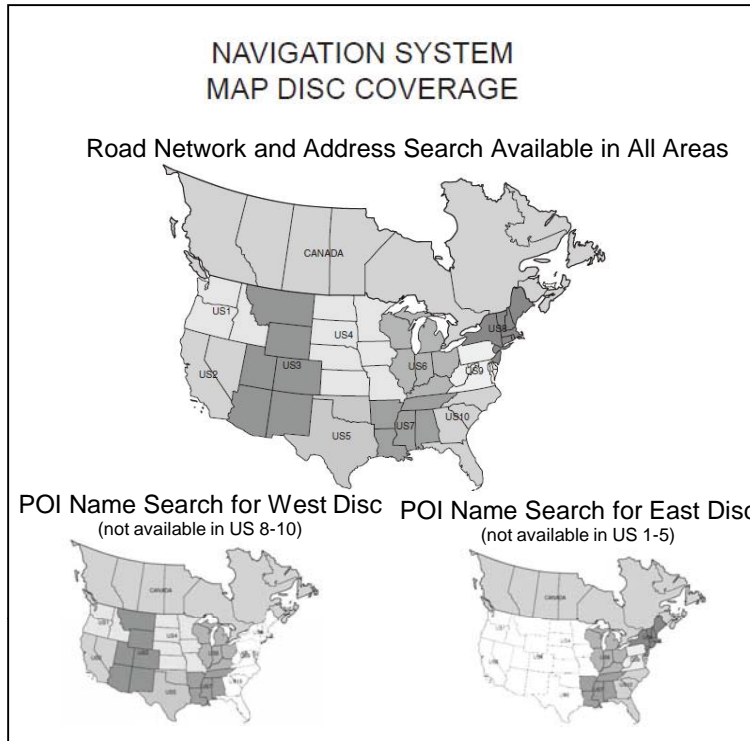 NAVIGATION SYSTEM
MAP DISC COVERAGE
Road Network and Address Search Available in All Areas
CANADA
US1
US8
US4
US2
US3
US6
US9
US7
US10
US5
POI Name Search for West Disc
(not available in US 8-10)
POI Name Search for East Disc
(not available in US 1-5)
CANADA
CANADA